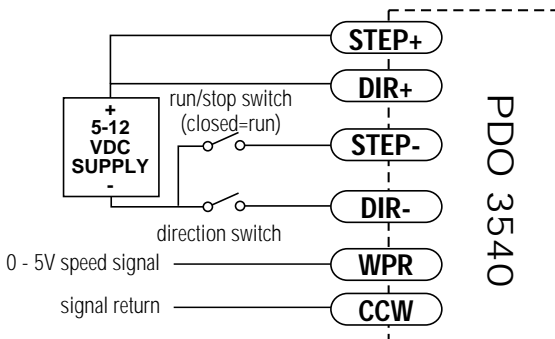 STEP+
DIR+
run/stop switch
(closed=run)
+
5-12
VDC
SUPPLY
-
STEP-
DIR-
direction switch
0 - 5V speed signal
WPR
signal return
CCW
PDO 3540